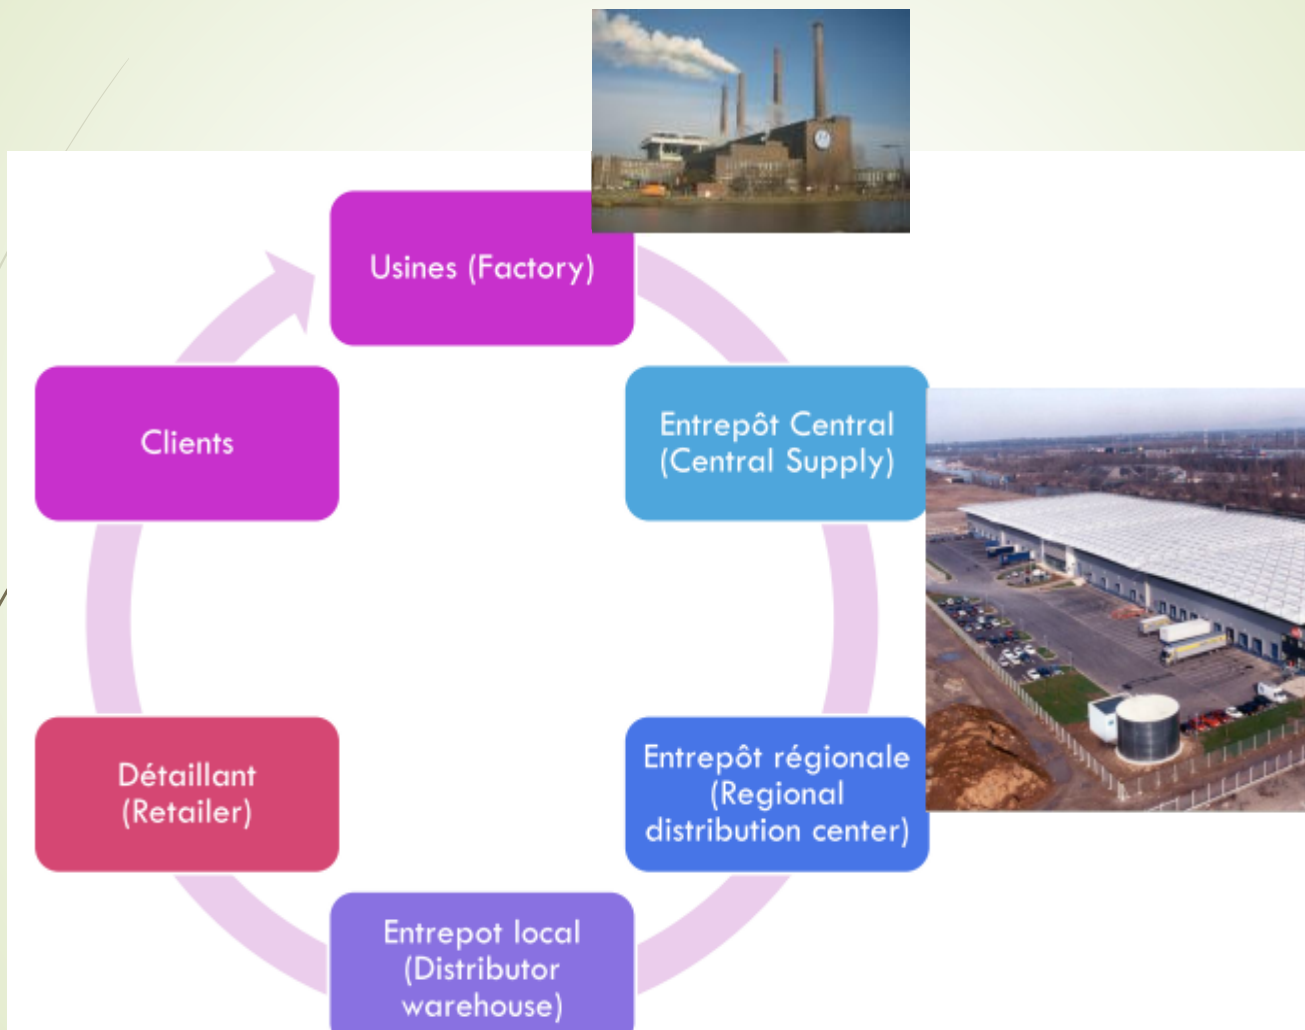 Usines (Factory)
Entrepôt Central
(Central Supply)
Entrepôt régionale
(Regional
distribution center)
Entrepot local
(Distributor
warehouse)
Détaillant
(Retailer)
Clients